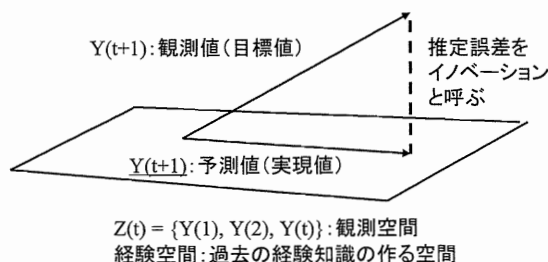 Y(t+1):観測値(目標値)
推定誤差を
イノベーション
と呼ぶ
Y(t+1):予測値(実現値)
Z(t) = {Y(1), Y(2), Y(t)}:観測空間
経験空間:過去の経験知識の作る空間